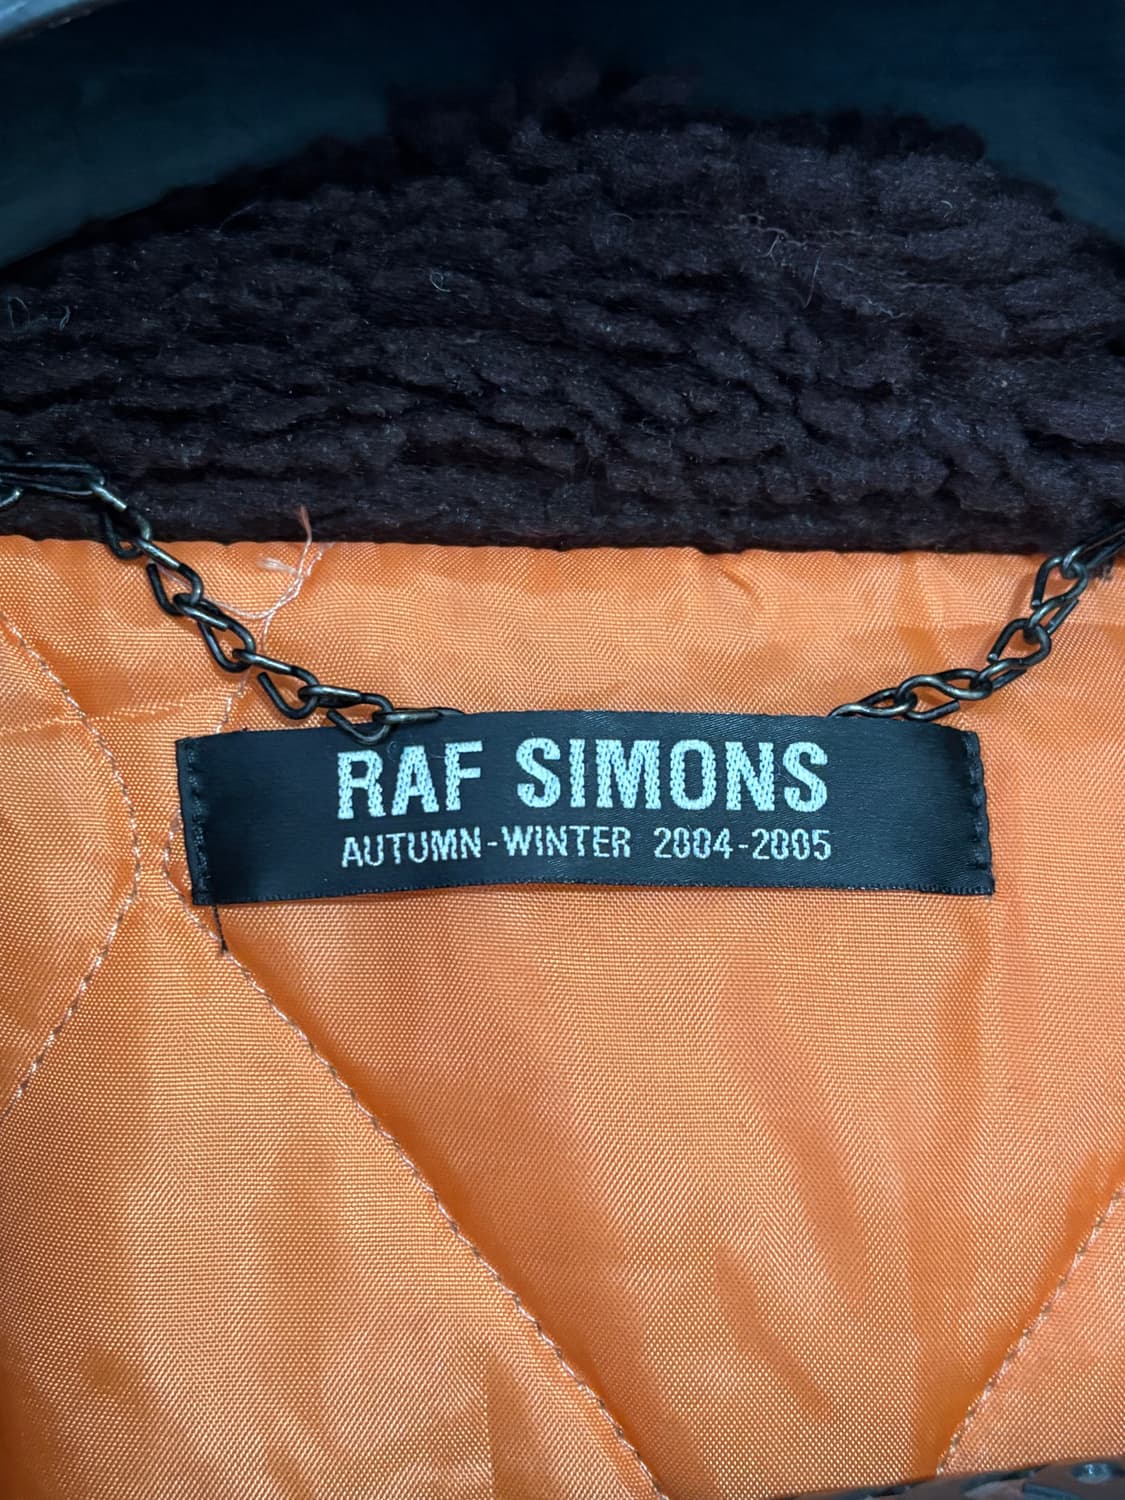 RAF SIMONS
AUTUMN-WINTER 2004-2005